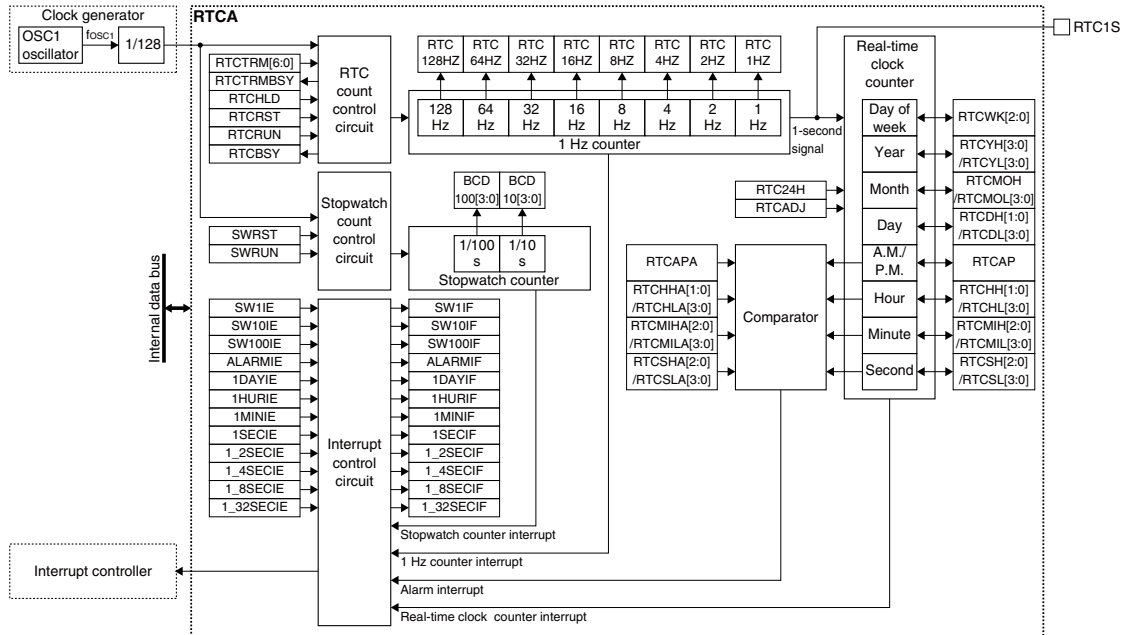 Clock generator
OSC1
oscillator
fOSC1
1/128
RTCA
RTC1S
RTCTRM[6:0]
RTCTRMBSY
RTCHLD
RTCRST
RTCRUN
RTCBSY
RTC
count
control
circuit
RTC
128HZ
RTC
64HZ
RTC
32HZ
RTC
16HZ
RTC
8HZ
RTC
4HZ
RTC
2HZ
RTC
1HZ
128
Hz
64
Hz
32
Hz
16
Hz
8
Hz
4
Hz
2
Hz
1
Hz
1 Hz counter
1-second
signal
Real-time
clock
counter
Day of
week
Year
Month
Day
A.M./
P.M.
Hour
Minute
Second
RTCWK[2:0]
RTCYH[3:0]
/RTCYL[3:0]
RTCMOH
/RTCMOL[3:0]
RTCDH[1:0]
/RTCDL[3:0]
RTCAP
RTCHH[1:0]
/RTCHL[3:0]
RTCMIH[2:0]
/RTCMIL[3:0]
RTCSH[2:0]
/RTCSL[3:0]
RTC24H
RTCADJ
SWRST
SWRUN
Stopwatch
count
control
circuit
BCD
100[3:0]
BCD
10[3:0]
1/100
s
1/10
s
Stopwatch counter
RTCAPA
RTCHHA[1:0]
/RTCHLA[3:0]
RTCMIHA[2:0]
/RTCMILA[3:0]
RTCSHA[2:0]
/RTCSLA[3:0]
Comparator
Internal data bus
SW1IE
SW10IE
SW100IE
ALARMIE
1DAYIE
1HURIE
1MINIE
1SECIE
1_2SECIE
1_4SECIE
1_8SECIE
1_32SECIE
Interrupt
control
circuit
SW1IF
SW10IF
SW100IF
ALARMIF
1DAYIF
1HURIF
1MINIF
1SECIF
1_2SECIF
1_4SECIF
1_8SECIF
1_32SECIF
Stopwatch counter interrupt
1 Hz counter interrupt
Alarm interrupt
Real-time clock counter interrupt
Interrupt controller